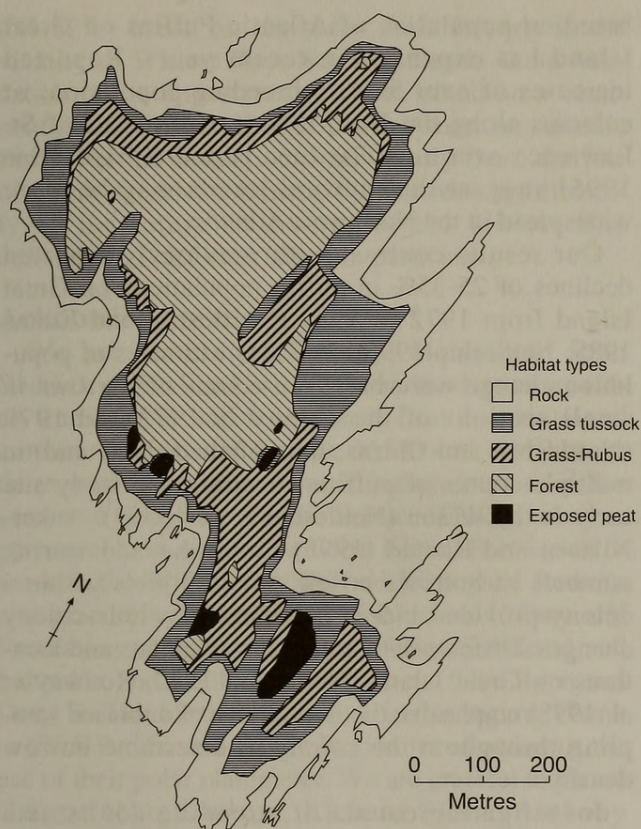 Habitat types
Rock
Grass tussock
Grass-Rubus
Forest
Exposed peat
N
0 100 200
Metres